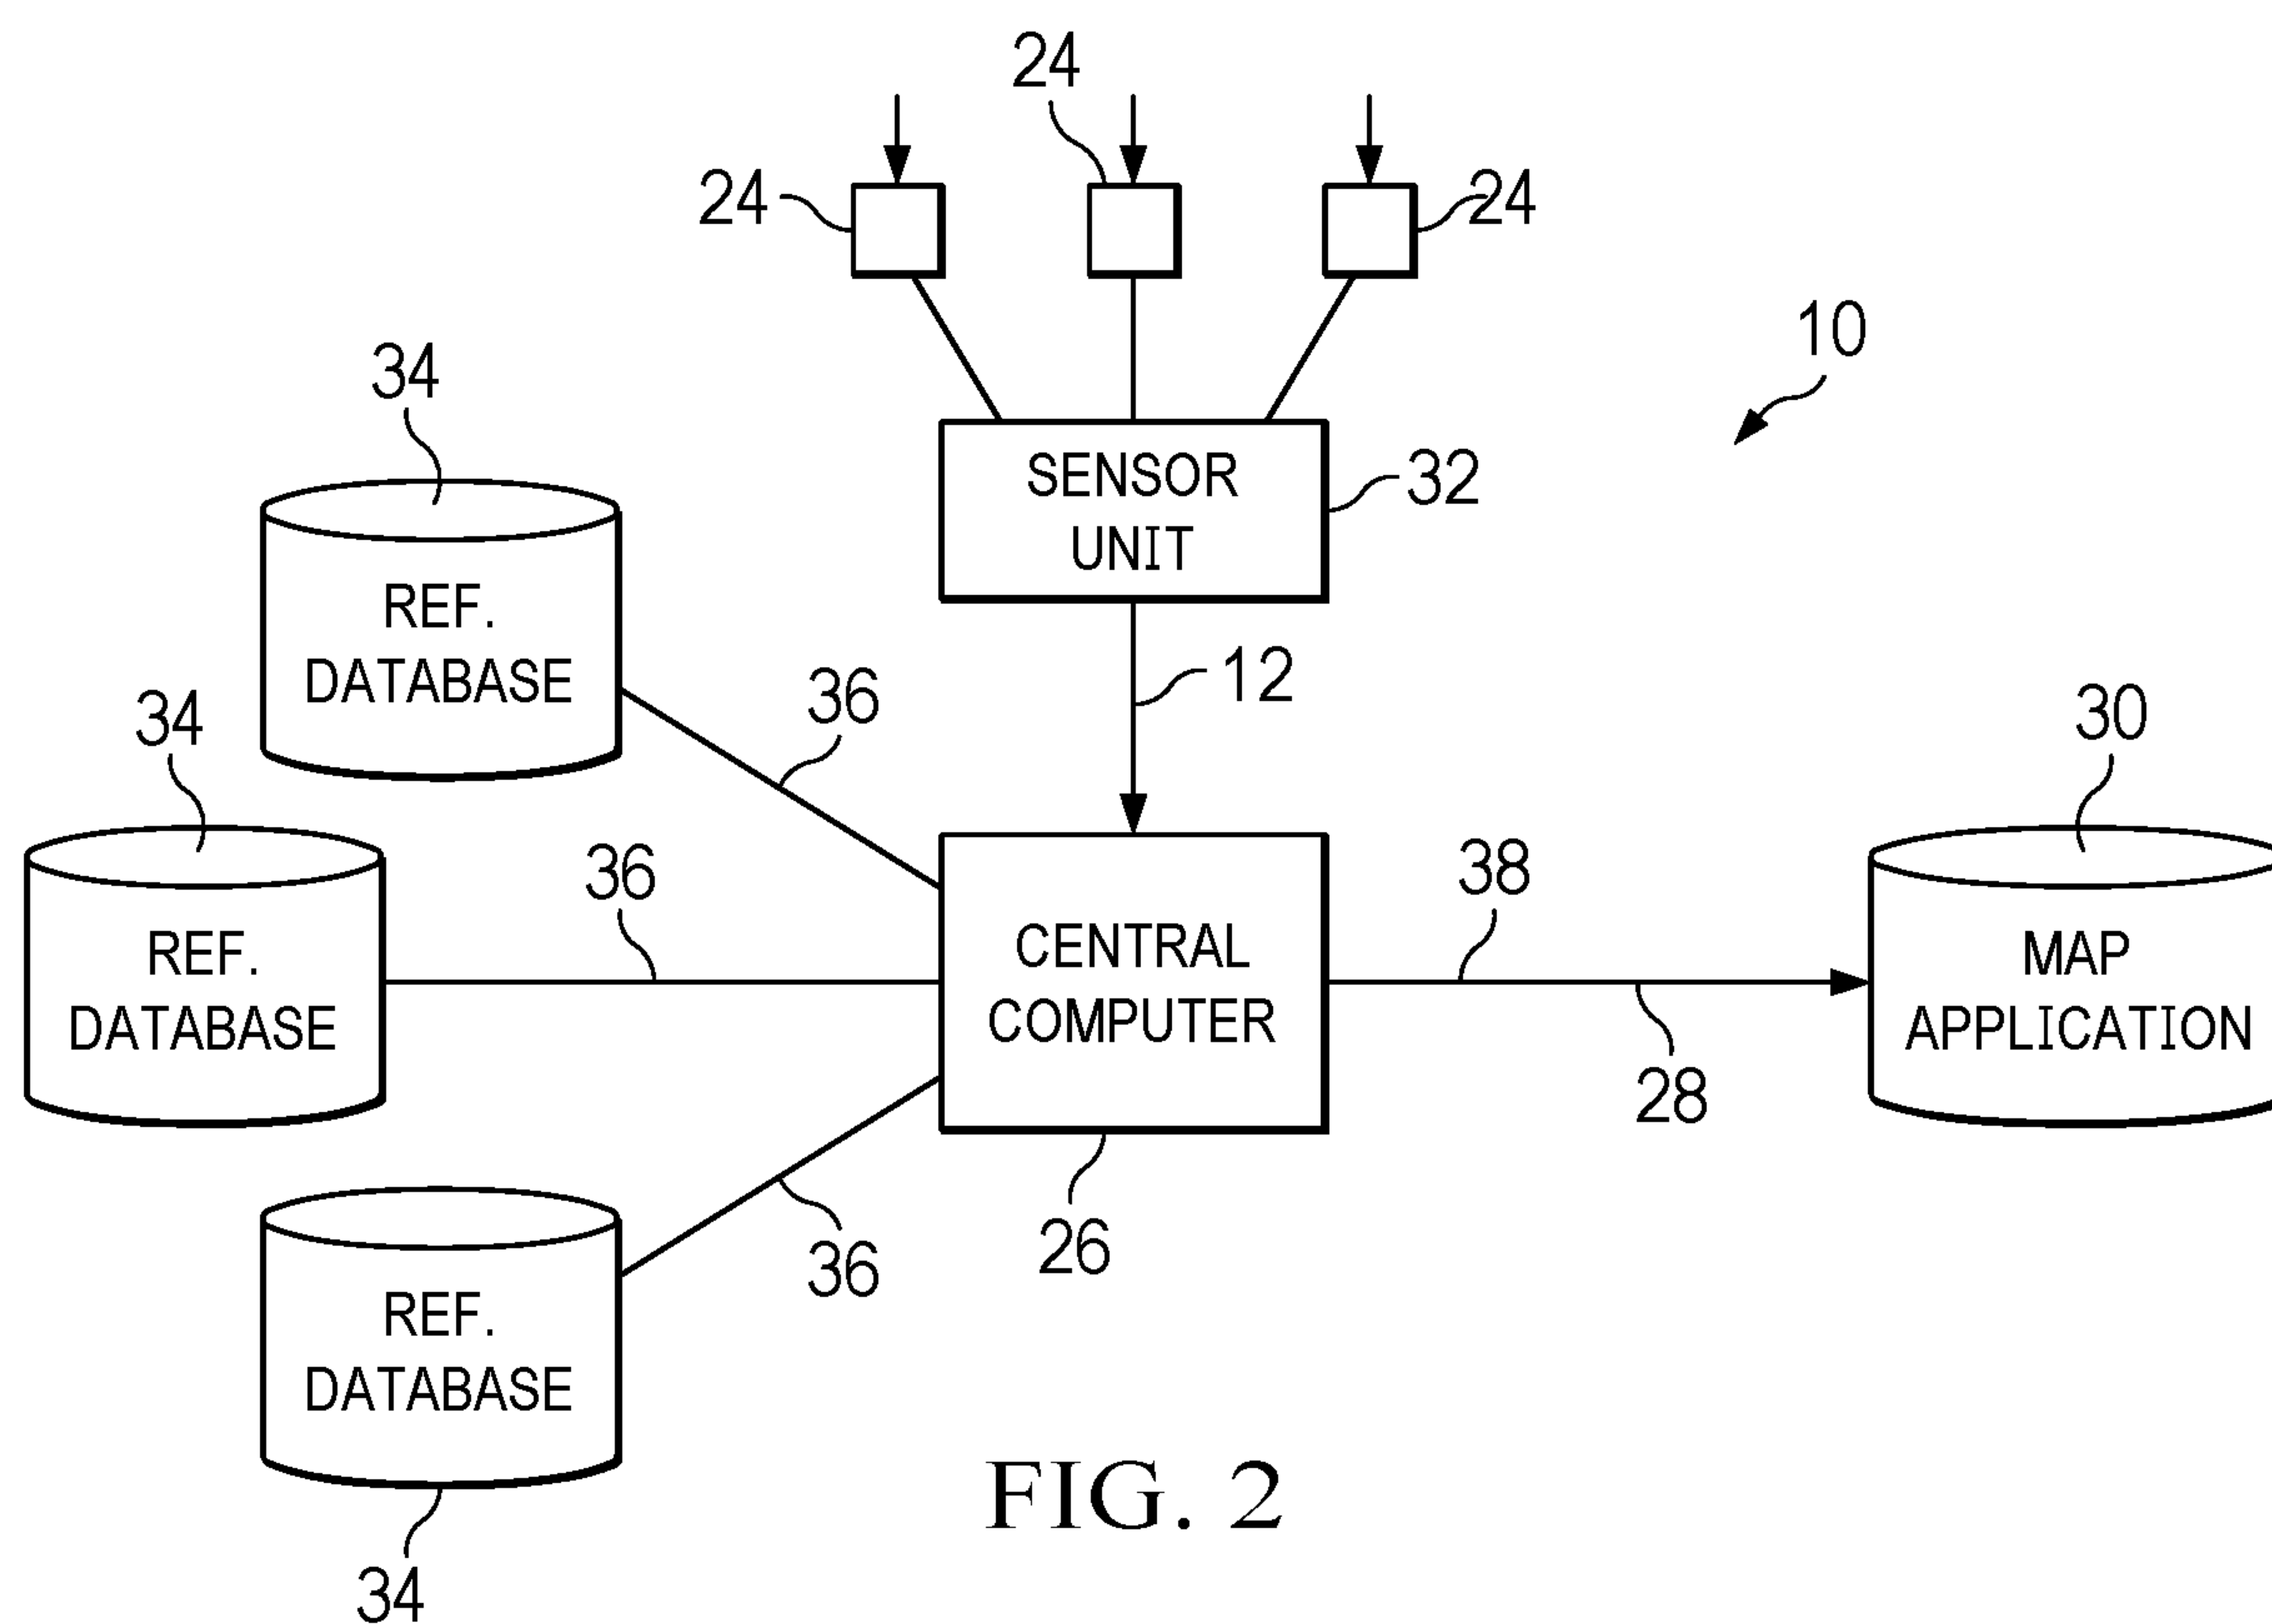 24
24
24
10
34
SENSOR
UNIT
32
REF.
DATABASE
36
12
34
30
REF.
DATABASE
36
CENTRAL
COMPUTER
38
28
MAP
APPLICATION
26
36
REF.
DATABASE
34
FIG. 2